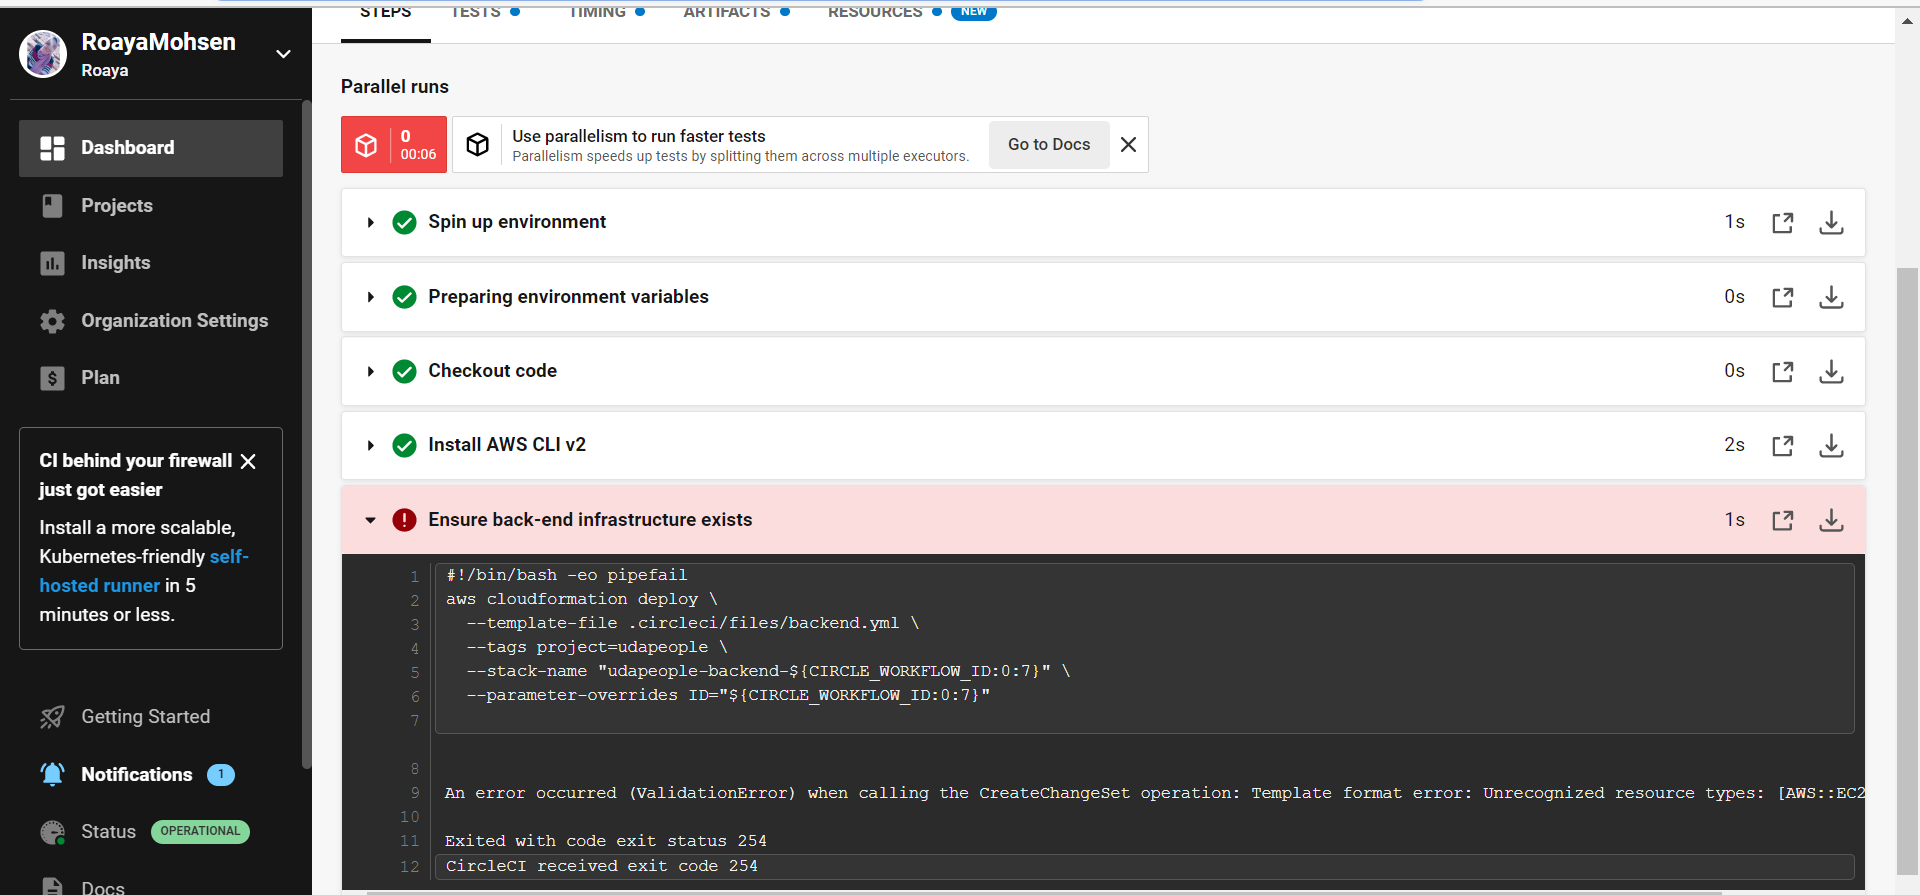 RoayaMohsen
Roaya
Dashboard
Projects
Insights
Organization Settings
Plan
CI behind your firewall
just got easier
Install a more scalable,
Kubernetes-friendly self-
hosted runner in 5
minutes or less.
Getting Started
Notifications 1
Status OPERATIONAL
Docs
STEPS TESTS TIMING ARTIFACTS RESOURCES NEW
Parallel runs
0
00:06
Use parallelism to run faster tests
Parallelism speeds up tests by splitting them across multiple executors.
Go to Docs
Spin up environment 1s
Preparing environment variables 0s
Checkout code 0s
Install AWS CLI v2 2s
Ensure back-end infrastructure exists 1s
1 #!/bin/bash -eo pipefail
2 aws cloudformation deploy \
3 --template-file .circleci/files/backend.yml \
4 --tags project=udapeople \
5 --stack-name "udapeople-backend-${CIRCLE_WORKFLOW_ID:0:7}" \
6 --parameter-overrides ID="${CIRCLE_WORKFLOW_ID:0:7}"
7
8
9 An error occurred (ValidationError) when calling the CreateChangeSet operation: Template format error: Unrecognized resource types: [AWS::EC2
10
11 Exited with code exit status 254
12 CircleCI received exit code 254